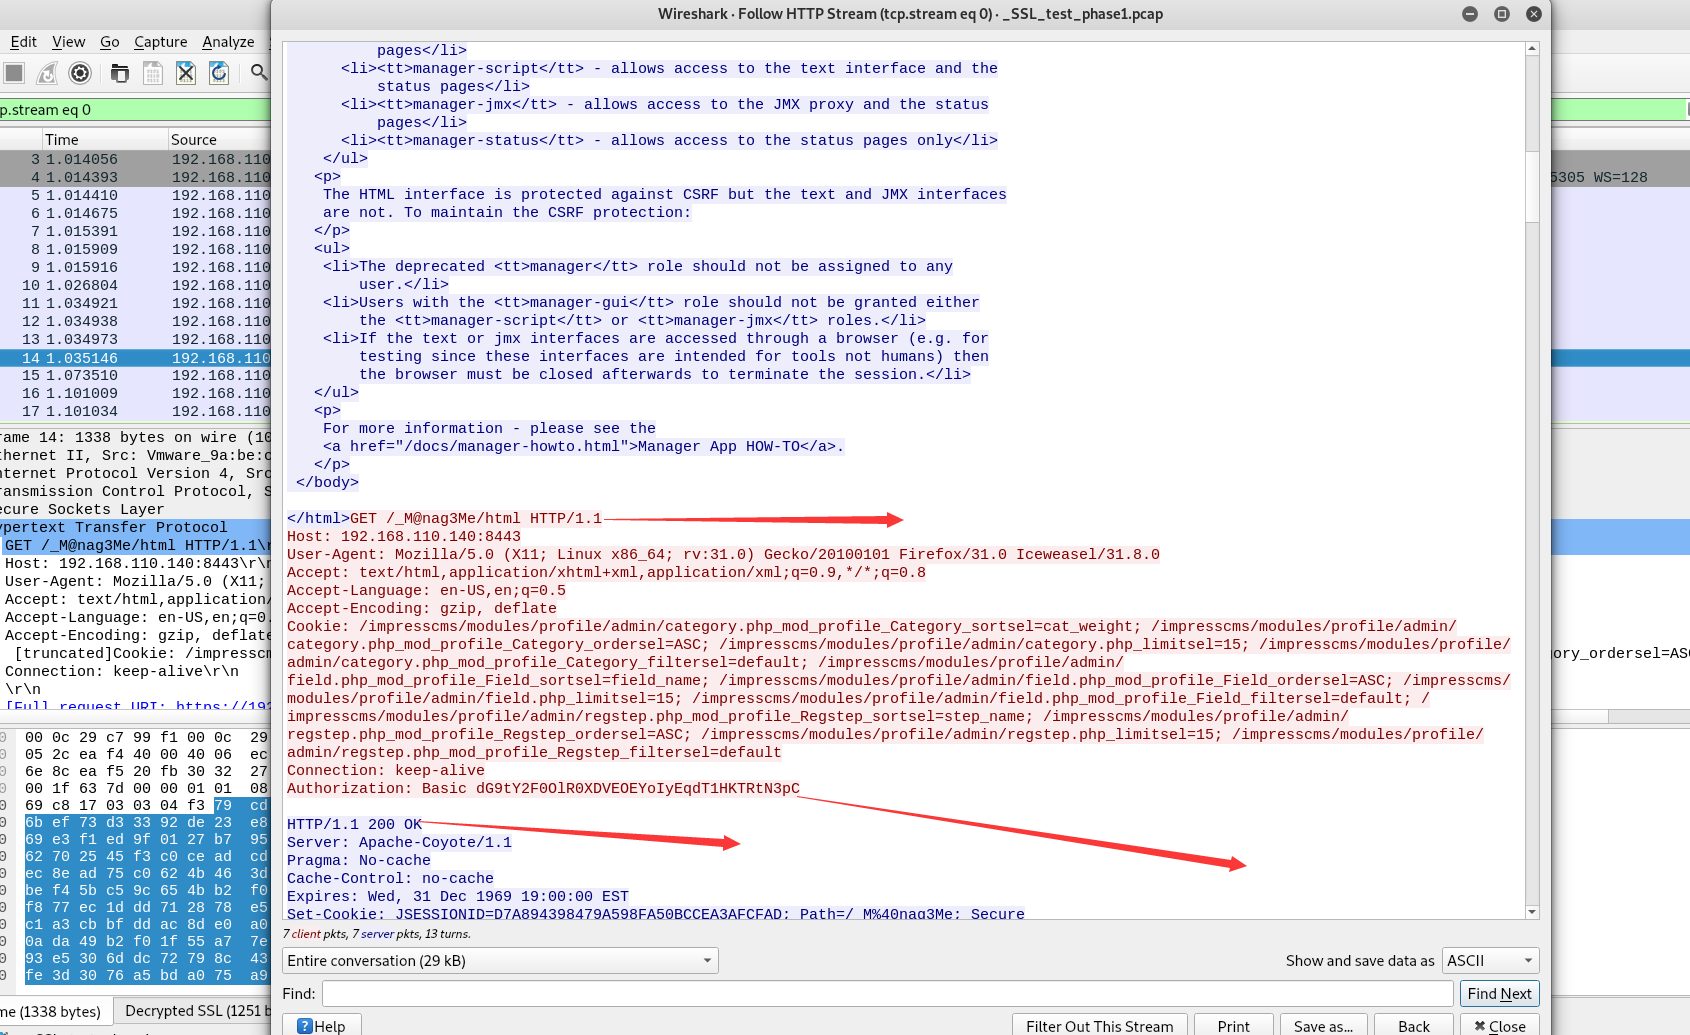 Wireshark · Follow HTTP Stream (tcp.stream eq 0) · _SSL_test_phase1.pcap
Edit View Go Capture Analyze
p.stream eq 0
Time Source
3 1.014056 192.168.110
4 1.014393 192.168.110
5305 WS=128
5 1.014410 192.168.110
6 1.014675 192.168.110
7 1.015391 192.168.110
8 1.015909 192.168.110
9 1.015916 192.168.110
10 1.026804 192.168.110
11 1.034921 192.168.110
12 1.034938 192.168.110
13 1.034973 192.168.110
14 1.035146 192.168.110
15 1.073510 192.168.110
16 1.101009 192.168.110
17 1.101034 192.168.110
rame 14: 1338 bytes on wire (10
thernet II, Src: Vmware_9a:be:c
nternet Protocol Version 4, Src
ransmission Control Protocol, S
ecure Sockets Layer
ypertext Transfer Protocol
GET /_M@nag3Me/html HTTP/1.1\r
Host: 192.168.110.140:8443\r\n
User-Agent: Mozilla/5.0 (X11;
Accept: text/html,application/
Accept-Language: en-US,en;q=0.
Accept-Encoding: gzip, deflate
[truncated]Cookie: /impresscm
gory_ordersel=ASC
Connection: keep-alive\r\n
\r\n
[Full request URI: https://192
00 0c 29 c7 99 f1 00 0c 29
05 2c ea f4 40 00 40 06 ec
6e 8c ea f5 20 fb 30 32 27
00 1f 63 7d 00 00 01 01 08
69 c8 17 03 03 04 f3 79 cd
6b ef 73 d3 33 92 de 23 e8
69 e3 f1 ed 9f 01 27 b7 95
62 70 25 45 f3 c0 ce ad cd
ec 8e ad 75 c0 62 4b 46 3d
be f4 5b c5 9c 65 4b b2 f0
f8 77 ec 1d dd 71 28 78 e5
c1 a3 cb bf dd ac 8d e0 a0
0a da 49 b2 f0 1f 55 a7 7e
93 e5 30 6d dc 72 79 8c 43
fe 3d 30 76 a5 bd a0 75 a9
me (1338 bytes) Decrypted SSL (1251 b
pages</li>
<li><tt>manager-script</tt> - allows access to the text interface and the
status pages</li>
<li><tt>manager-jmx</tt> - allows access to the JMX proxy and the status
pages</li>
<li><tt>manager-status</tt> - allows access to the status pages only</li>
</ul>
<p>
The HTML interface is protected against CSRF but the text and JMX interfaces
are not. To maintain the CSRF protection:
</p>
<ul>
<li>The deprecated <tt>manager</tt> role should not be assigned to any
user.</li>
<li>Users with the <tt>manager-gui</tt> role should not be granted either
the <tt>manager-script</tt> or <tt>manager-jmx</tt> roles.</li>
<li>If the text or jmx interfaces are accessed through a browser (e.g. for
testing since these interfaces are intended for tools not humans) then
the browser must be closed afterwards to terminate the session.</li>
</ul>
<p>
For more information - please see the
<a href="/docs/manager-howto.html">Manager App HOW-TO</a>.
</p>
</body>
</html>GET /_M@nag3Me/html HTTP/1.1
Host: 192.168.110.140:8443
User-Agent: Mozilla/5.0 (X11; Linux x86_64; rv:31.0) Gecko/20100101 Firefox/31.0 Iceweasel/31.8.0
Accept: text/html,application/xhtml+xml,application/xml;q=0.9,*/*;q=0.8
Accept-Language: en-US,en;q=0.5
Accept-Encoding: gzip, deflate
Cookie: /impresscms/modules/profile/admin/category.php_mod_profile_Category_sortsel=cat_weight; /impresscms/modules/profile/admin/
category.php_mod_profile_Category_ordersel=ASC; /impresscms/modules/profile/admin/category.php_limitsel=15; /impresscms/modules/profile/
admin/category.php_mod_profile_Category_filtersel=default; /impresscms/modules/profile/admin/
field.php_mod_profile_Field_sortsel=field_name; /impresscms/modules/profile/admin/field.php_mod_profile_Field_ordersel=ASC; /impresscms/
modules/profile/admin/field.php_limitsel=15; /impresscms/modules/profile/admin/field.php_mod_profile_Field_filtersel=default; /
impresscms/modules/profile/admin/regstep.php_mod_profile_Regstep_sortsel=step_name; /impresscms/modules/profile/admin/
regstep.php_mod_profile_Regstep_ordersel=ASC; /impresscms/modules/profile/admin/regstep.php_limitsel=15; /impresscms/modules/profile/
admin/regstep.php_mod_profile_Regstep_filtersel=default
Connection: keep-alive
Authorization: Basic dG9tY2F0OlR0XDVEOEYoIyEqdT1HKTRtN3pC
HTTP/1.1 200 OK
Server: Apache-Coyote/1.1
Pragma: No-cache
Cache-Control: no-cache
Expires: Wed, 31 Dec 1969 19:00:00 EST
Set-Cookie: JSESSIONID=D7A894398479A598FA50BCCEA3AFCFAD; Path=/_M%40nag3Me; Secure
7 client pkts, 7 server pkts, 13 turns.
Entire conversation (29 kB) Show and save data as ASCII
Find: Find Next
Help Filter Out This Stream Print Save as... Back Close